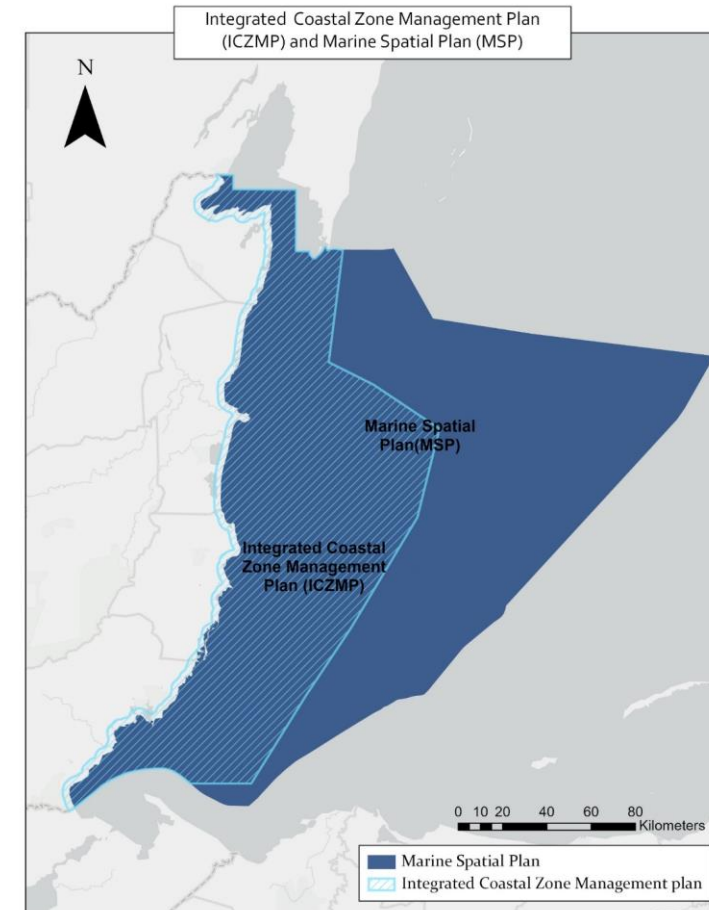 Integrated Coastal Zone Management Plan
(ICZMP) and Marine Spatial Plan (MSP)
N
Marine Spatial
Plan(MSP)
Integrated Coastal
Zone Management
Plan (ICZMP)
0 10 20 40 60 80
Kilometers
Marine Spatial Plan
Integrated Coastal Zone Management plan